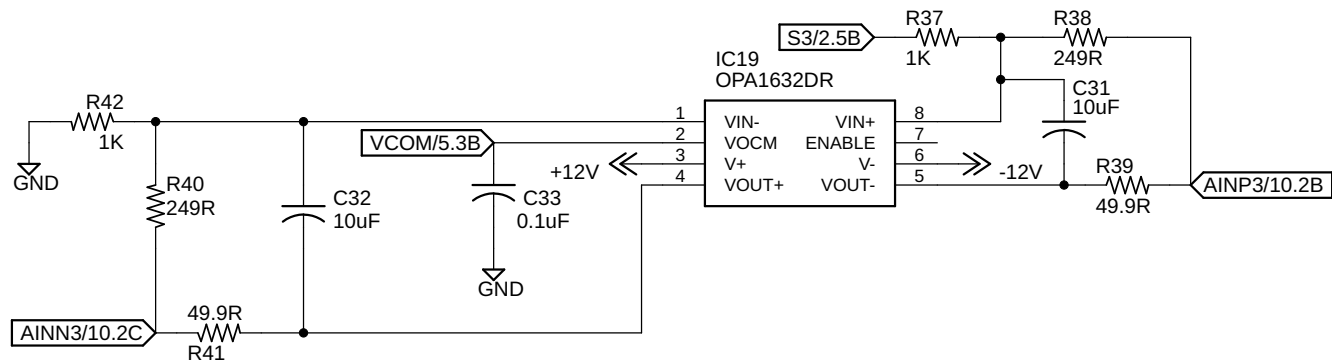 R37
R38
S3/2.5B
1K
249R
IC19
OPA1632DR
C31
10uF
R42
1K
GND
1 VIN- VIN+ 8
2 VOCM ENABLE 7
3 V+ V- 6
4 VOUT+ VOUT- 5
VCOM/5.3B
+12V
-12V
R39
49.9R
AINP3/10.2B
R40
249R
C32
10uF
C33
0.1uF
GND
49.9R
AINN3/10.2C
R41